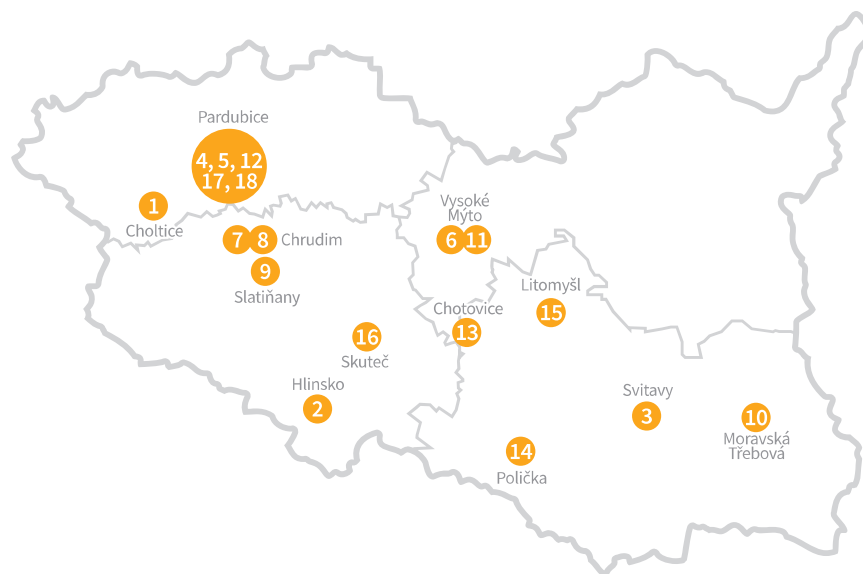 Pardubice
4, 5, 12
17, 18
1
Choltice
7
8
Chrudim
9
Slatiňany
Vysoké
Mýto
6
11
Litomyšl
15
Chotovice
13
16
Skuteč
Hlinsko
2
Svitavy
3
10
Moravská
Třebová
14
Polička